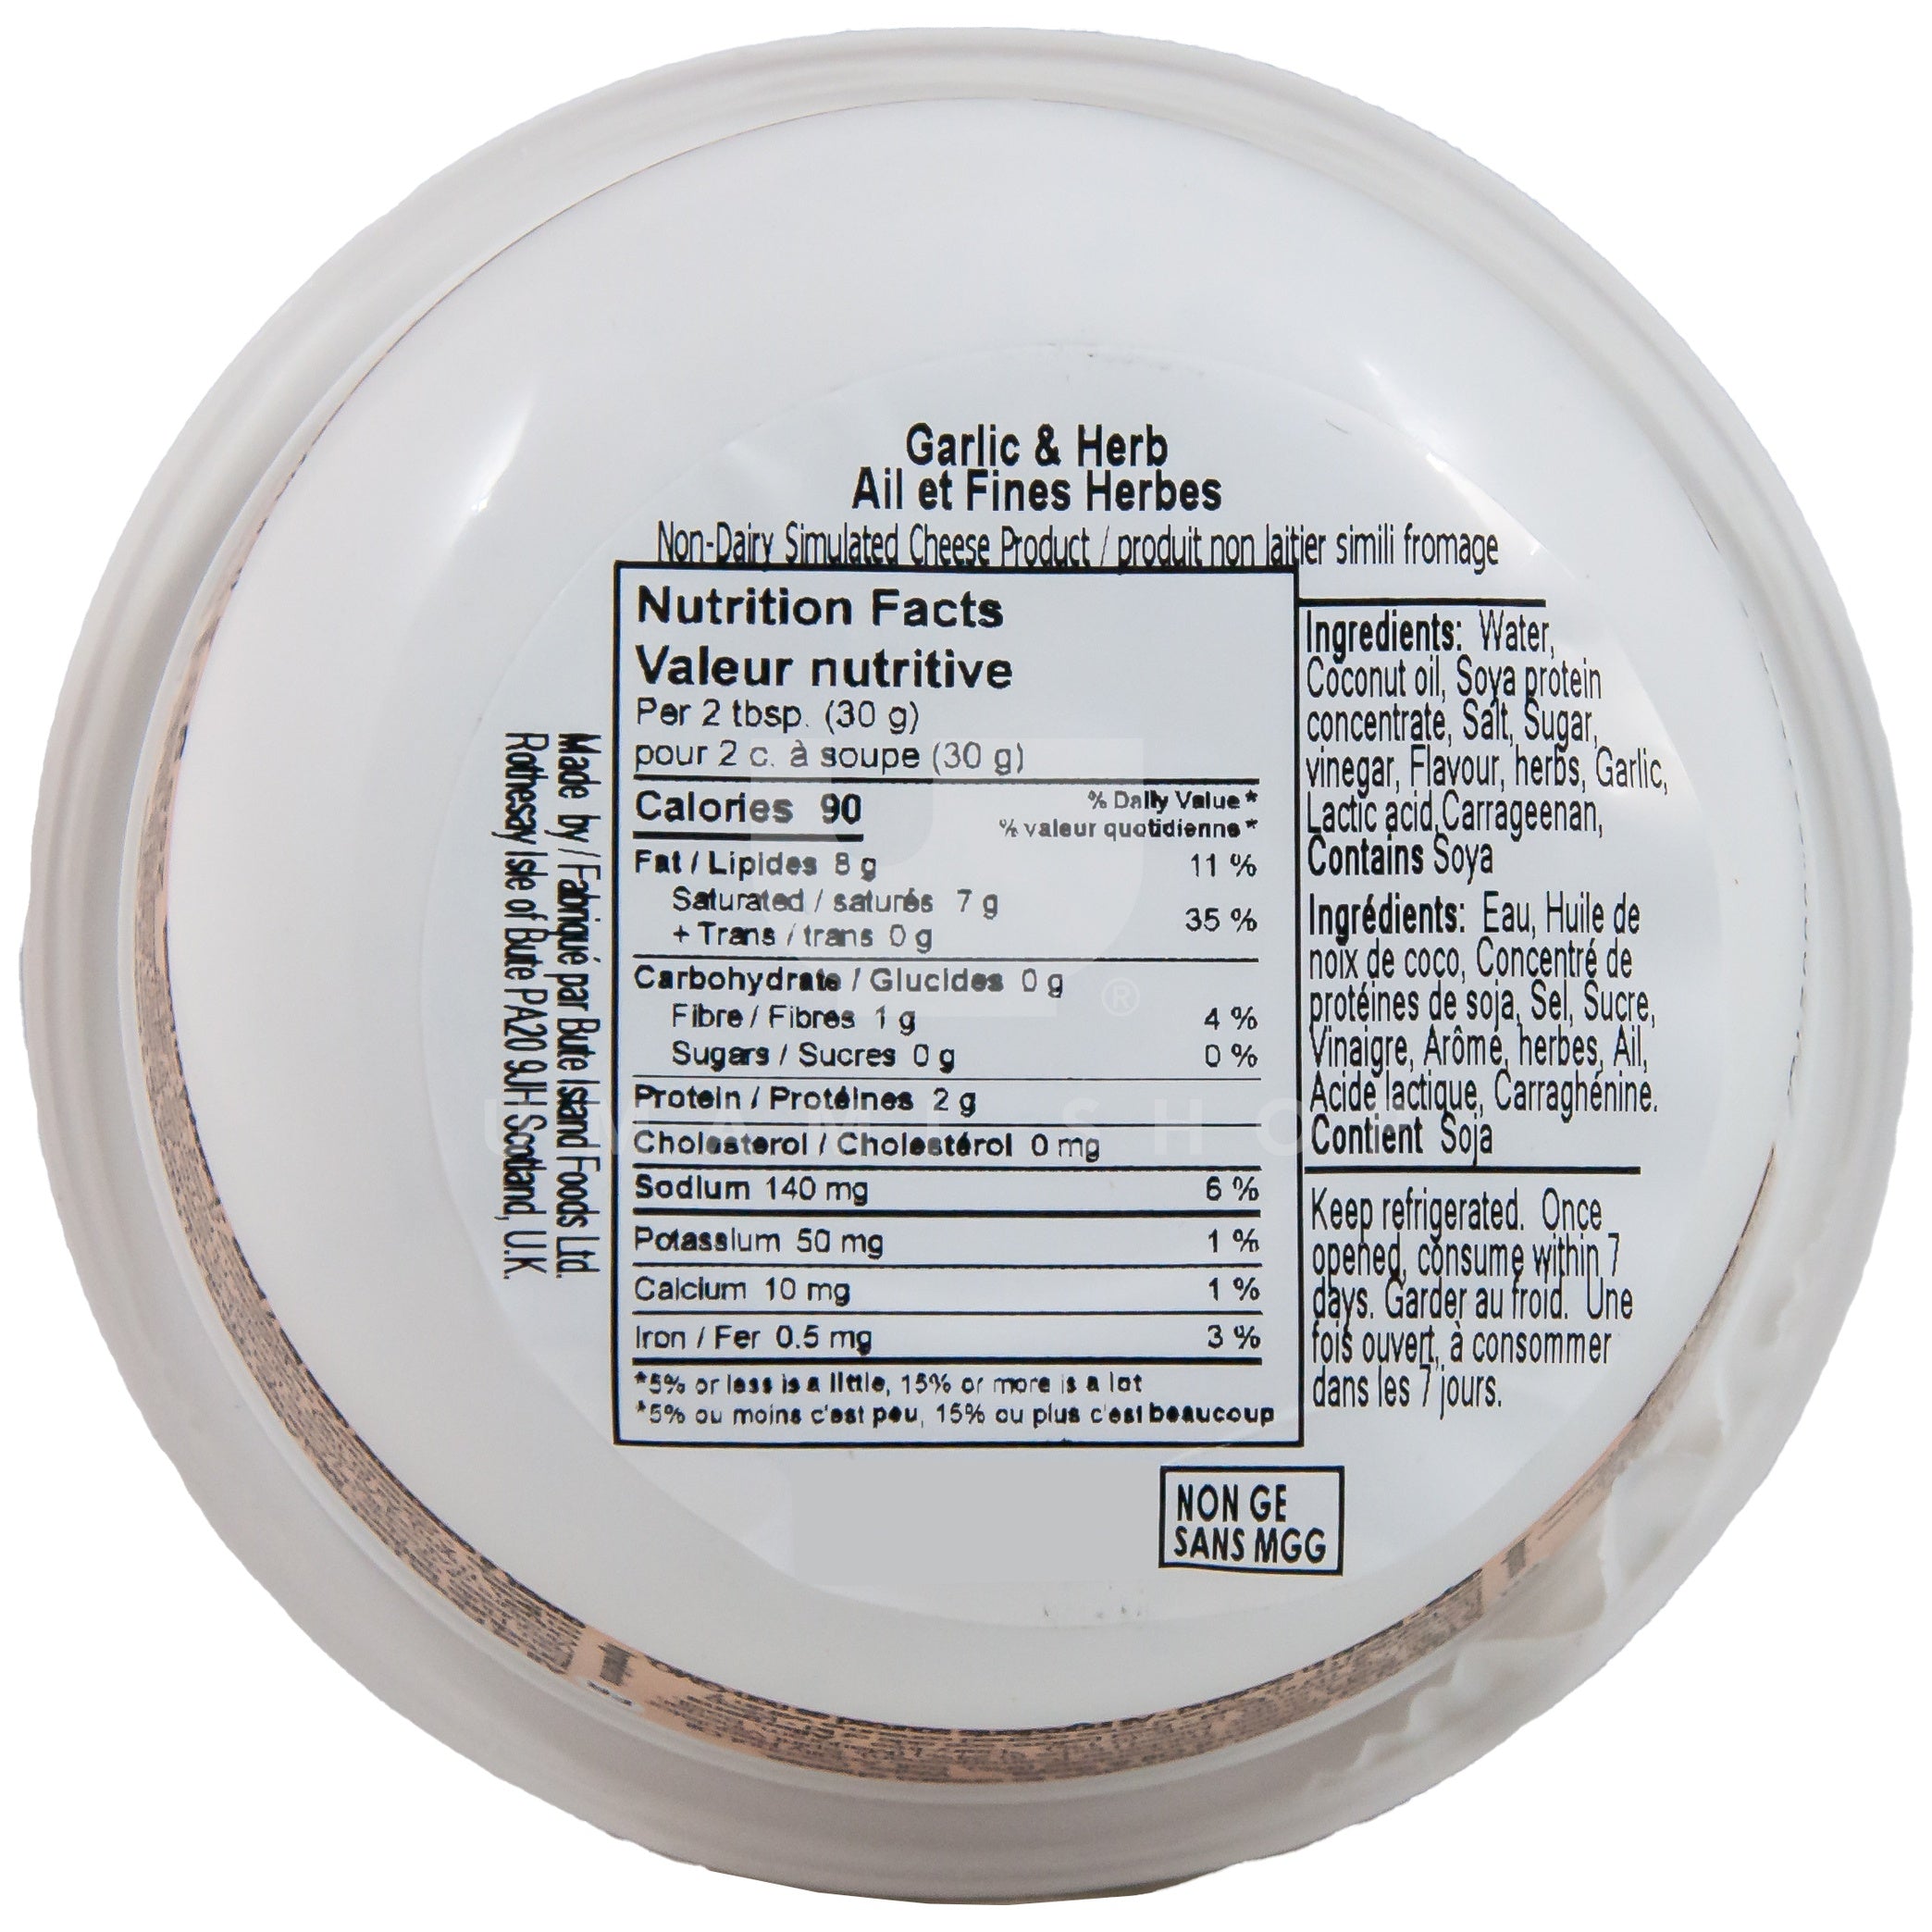 Garlic & Herb
Ail et Fines Herbes
Non-Dairy Simulated Cheese Product / produit non laitier simili fromage
Nutrition Facts
Valeur nutritive
Per 2 tbsp. (30 g)
pour 2 c. à soupe (30 g)
Calories 90
% Daily Value*
% valeur quotidienne*
Fat / Lipides 8 g 11 %
Saturated / saturés 7 g
+ Trans / trans 0 g
35 %
Carbohydrate / Glucides 0 g
Fibre / Fibres 1 g 4 %
Sugars / Sucres 0 g 0 %
Protein / Protéines 2 g
Cholesterol / Cholestérol 0 mg
Sodium 140 mg 6 %
Potassium 50 mg 1 %
Calcium 10 mg 1 %
Iron / Fer 0.5 mg 3 %
*5% or less is a little, 15% or more is a lot
*5% ou moins c'est peu, 15% ou plus c'est beaucoup
Ingredients: Water,
Coconut oil, Soya protein
concentrate, Salt, Sugar,
vinegar, Flavour, herbs, Garlic,
Lactic acid,Carrageenan,
Contains Soya
Ingrédients: Eau, Huile de
noix de coco, Concentré de
protéines de soja, Sel, Sucre,
Vinaigre, Arôme, herbes, Ail,
Acide lactique, Carraghénine.
Contient Soja
Keep refrigerated. Once
opened, consume within 7
days. Garder au froid. Une
fois ouvert, à consommer
dans les 7 jours.
NON GE
SANS MGG
Made by / Fabriqué par Bute Island Foods Ltd.
Rothesay Isle of Bute PA20 9JH Scotland, U.K.
UMAMI SHOP
®